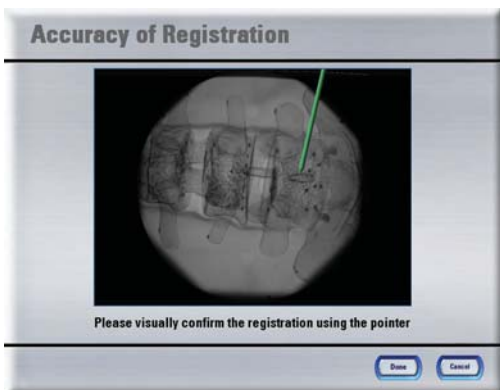 Accuracy of Registration
Please visually confirm the registration using the pointer
Done
Cancel